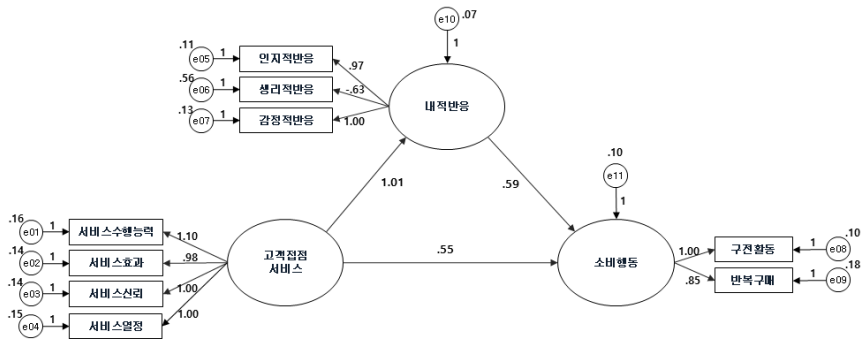 e10 .07
1
.11 e05 1 인지적반응 .97
.56 e06 1 생리적반응 -.63
.13 e07 1 감정적반응 1.00
내적반응
1.01
.59
.10
e11
1
.16 e01 1 서비스수행능력 1.10
.14 e02 1 서비스효과 .98
.14 e03 1 서비스신뢰 1.00
.15 e04 1 서비스열정 1.00
고객접점
서비스
.55
소비행동
1.00 구전활동 1 e08 .10
.85 반복구매 1 e09 .18